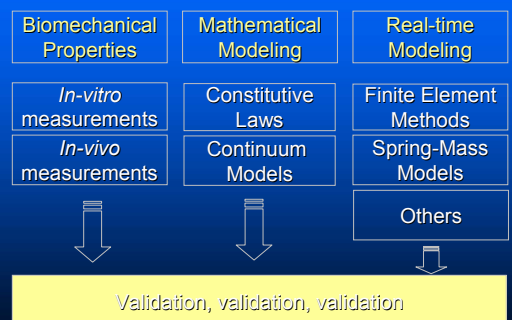 Biomechanical
Properties
In-vitro
measurements
In-vivo
measurements
Mathematical
Modeling
Constitutive
Laws
Continuum
Models
Real-time
Modeling
Finite Element
Methods
Spring-Mass
Models
Others
Validation, validation, validation